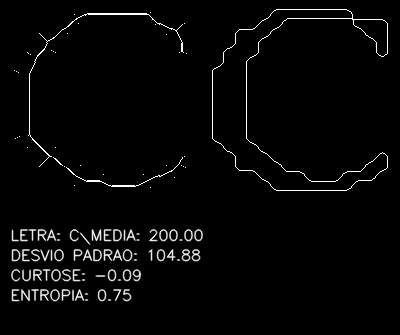 LETRA: C\MEDIA: 200.00
DESVIO PADRAO: 104.88
CURTOSE: -0.09
ENTROPIA: 0.75